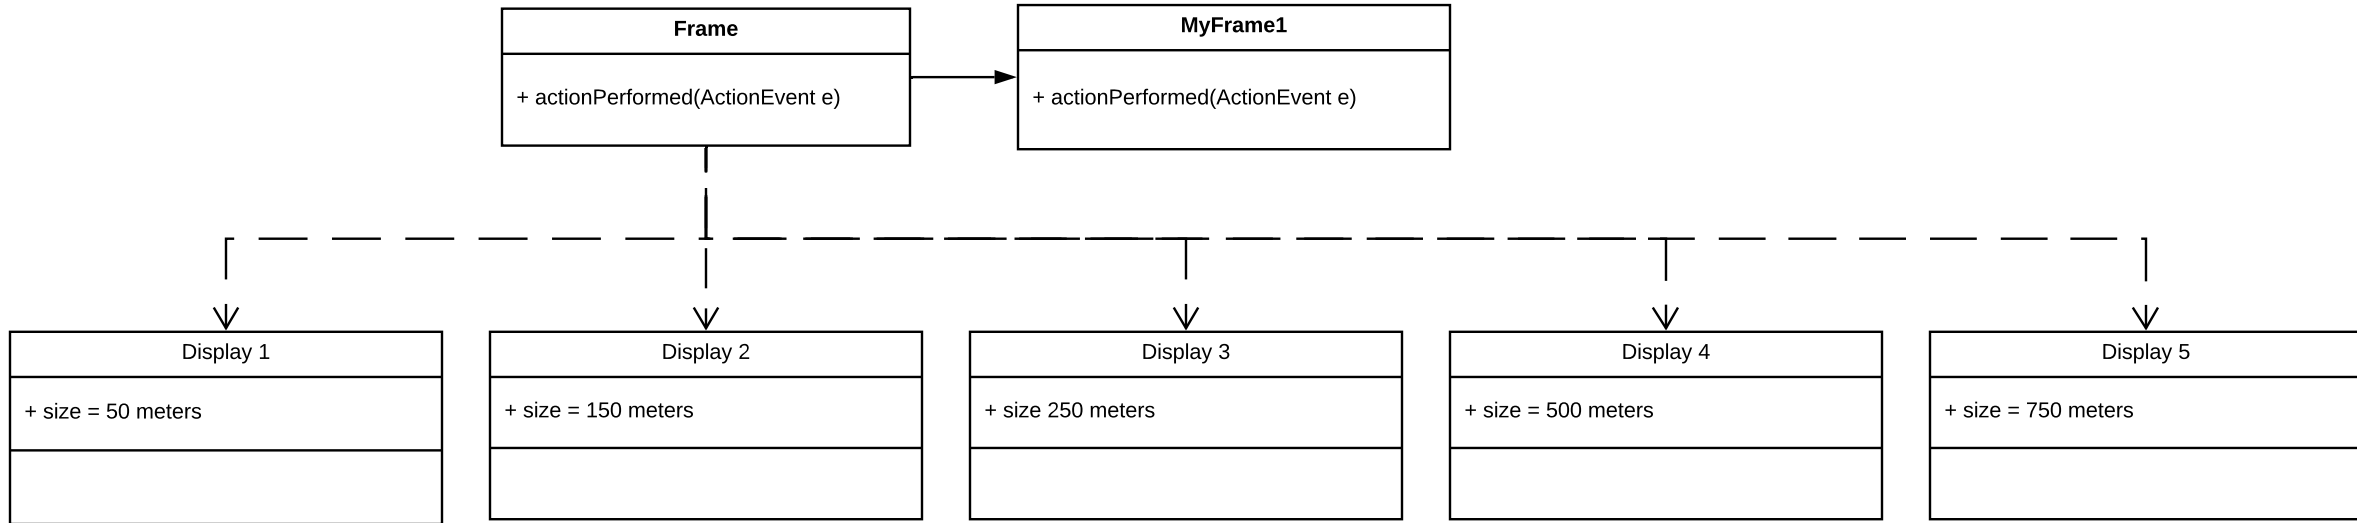 Frame
+ actionPerformed(ActionEvent e)
MyFrame1
+ actionPerformed(ActionEvent e)
Display 1
+ size = 50 meters
Display 2
+ size = 150 meters
Display 3
+ size 250 meters
Display 4
+ size = 500 meters
Display 5
+ size = 750 meters